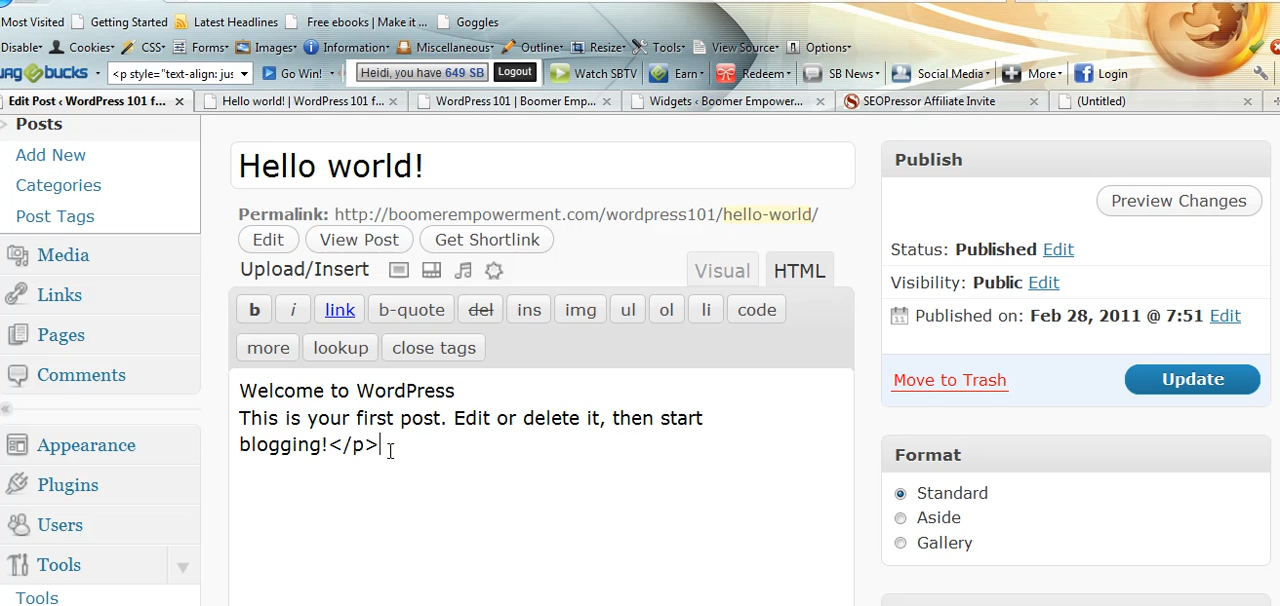 Most Visited Getting Started Latest Headlines Free ebooks | Make it ... Goggles
Disable Cookies CSS Forms Images Information Miscellaneous Outline Resize Tools View Source Options
<p style="text-align: jus Go Win! Heidi, you have 649 SB Logout Watch SBTV Earn Redeem SB News Social Media More Login
Edit Post ‹ WordPress 101 f... Hello world! | WordPress 101 f... WordPress 101 | Boomer Emp... Widgets ‹ Boomer Empower... SEOPressor Affiliate Invite (Untitled)
Posts
Add New
Categories
Post Tags
Media
Links
Pages
Comments
Appearance
Plugins
Users
Tools
Tools
Hello world!
Permalink: http://boomerempowerment.com/wordpress101/hello-world/
Edit View Post Get Shortlink
Upload/Insert Visual HTML
b i link b-quote del ins img ul ol li code
more lookup close tags
Welcome to WordPress
This is your first post. Edit or delete it, then start
blogging!</p>
Publish
Preview Changes
Status: Published Edit
Visibility: Public Edit
Published on: Feb 28, 2011 @ 7:51 Edit
Move to Trash Update
Format
Standard
Aside
Gallery